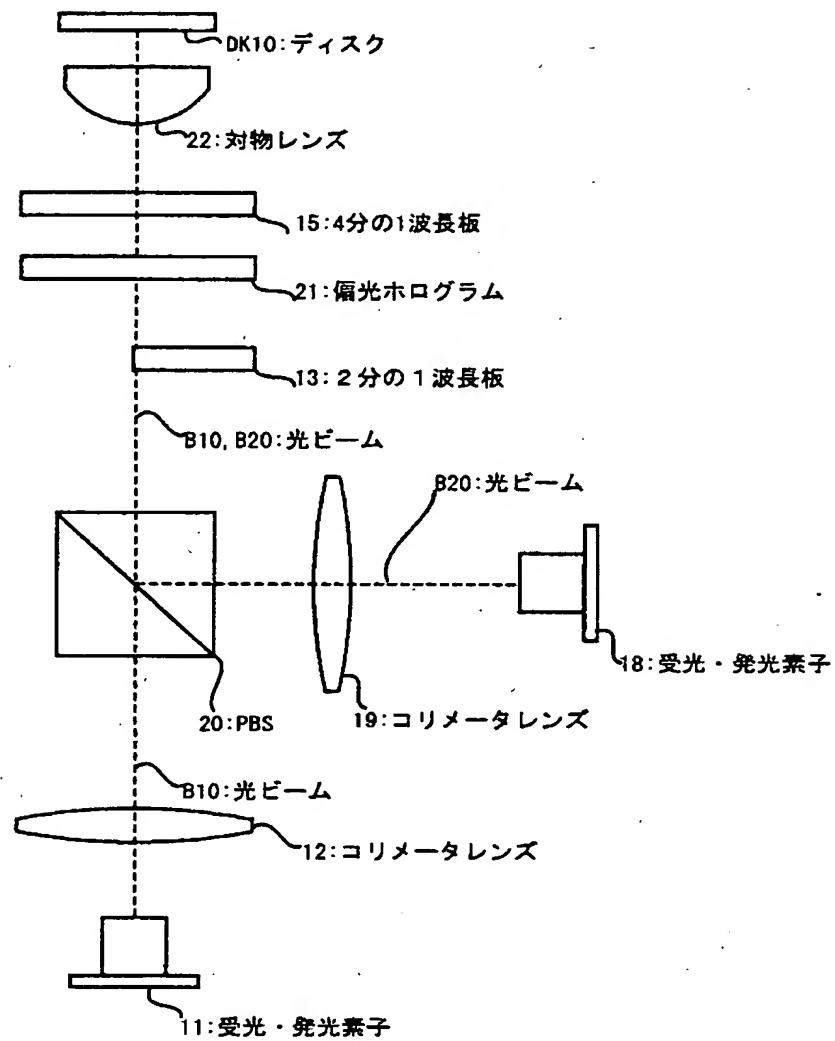 DK10:ディスク
22:対物レンズ
15:4分の1波長板
21:偏光ホログラム
13:2分の1波長板
B10,B20:光ビーム
B20:光ビーム
18:受光・発光素子
20:PBS
19:コリメータレンズ
B10:光ビーム
12:コリメータレンズ
11:受光・発光素子